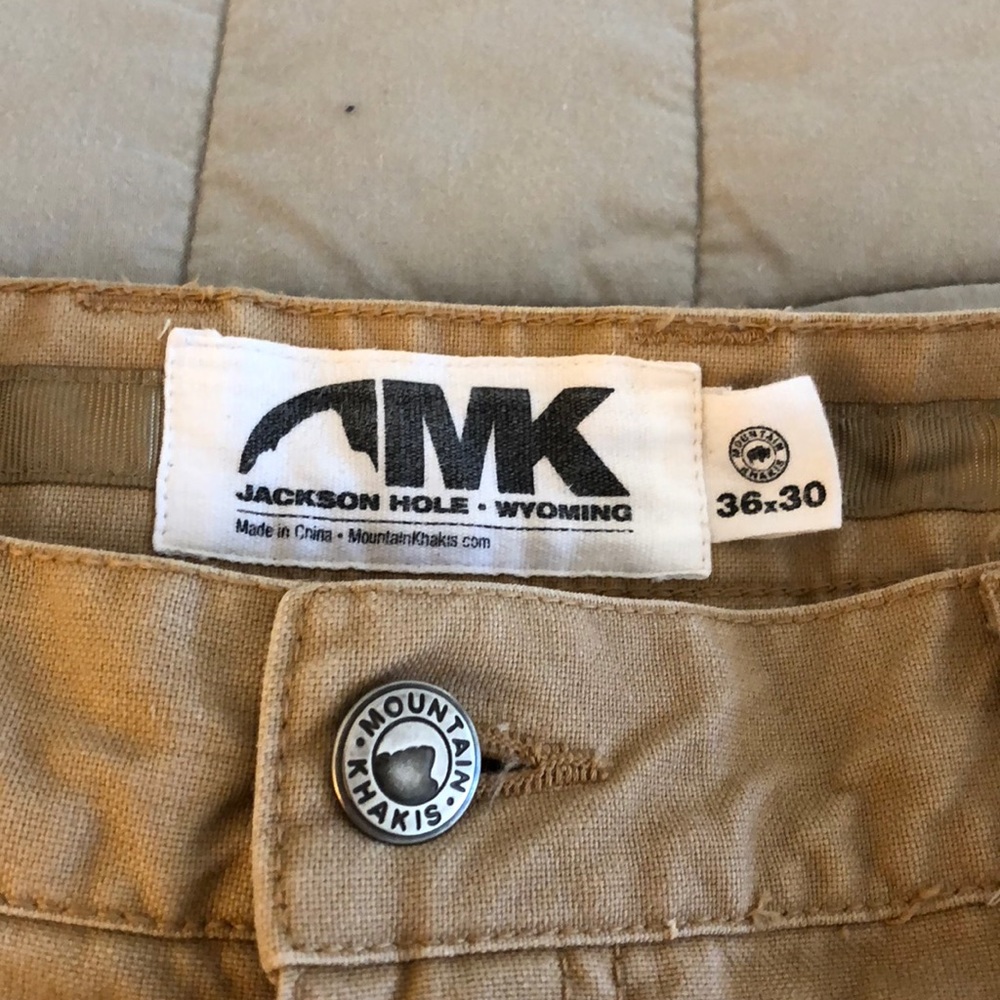 MK
JACKSON HOLE • WYOMING
Made in China • MountainKhakis.com
MOUNTAIN
KHAKIS
36x30
MOUNTAIN
• KHAKIS •